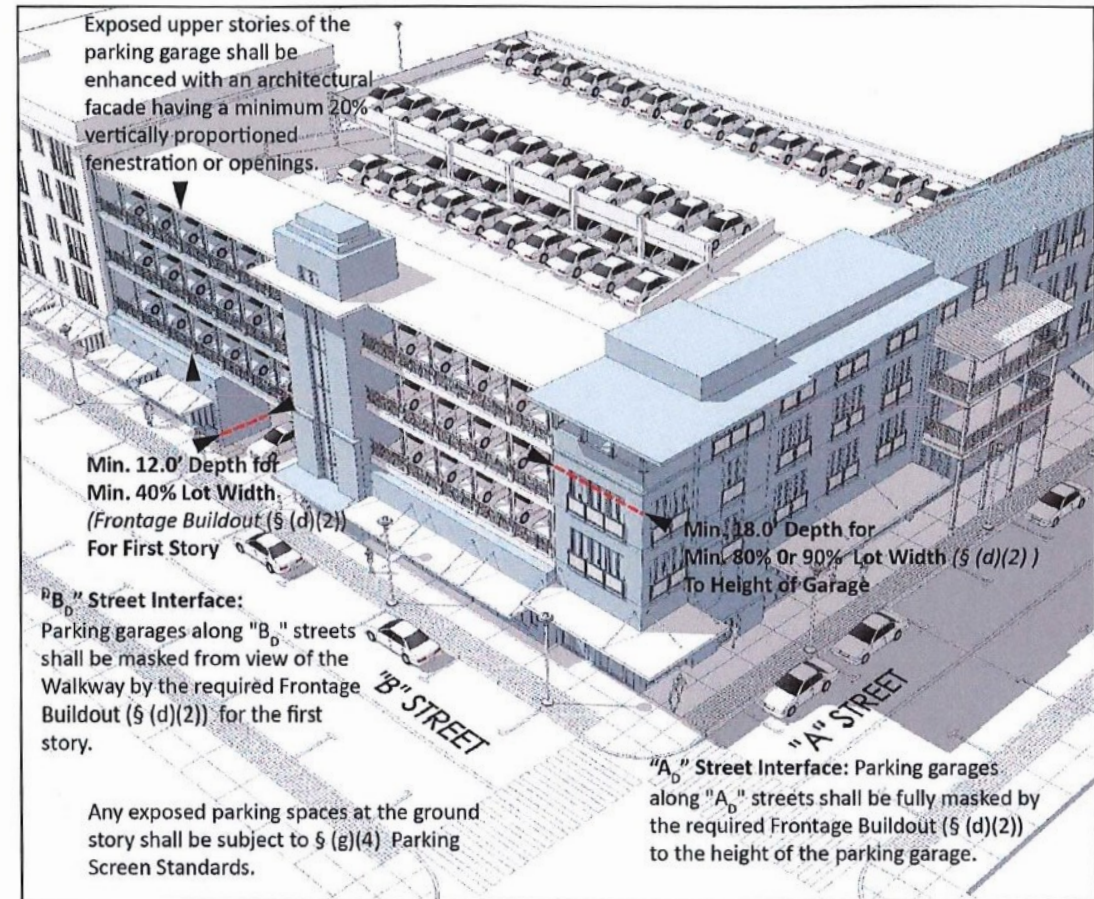 Exposed upper stories of the
parking garage shall be
enhanced with an architectural
facade having a minimum 20%
vertically proportioned
fenestration or openings.
Min. 12.0' Depth for
Min. 40% Lot Width
(Frontage Buildout (§ (d)(2))
For First Story
Min. 18.0' Depth for
Min. 80% Or 90% Lot Width (§ (d)(2) )
To Height of Garage
"B_D" Street Interface:
Parking garages along "B_D" streets
shall be masked from view of the
Walkway by the required Frontage
Buildout (§ (d)(2)) for the first
story.
"B" STREET
"A" STREET
Any exposed parking spaces at the ground
story shall be subject to § (g)(4) Parking
Screen Standards.
"A_D" Street Interface: Parking garages
along "A_D" streets shall be fully masked by
the required Frontage Buildout (§ (d)(2))
to the height of the parking garage.